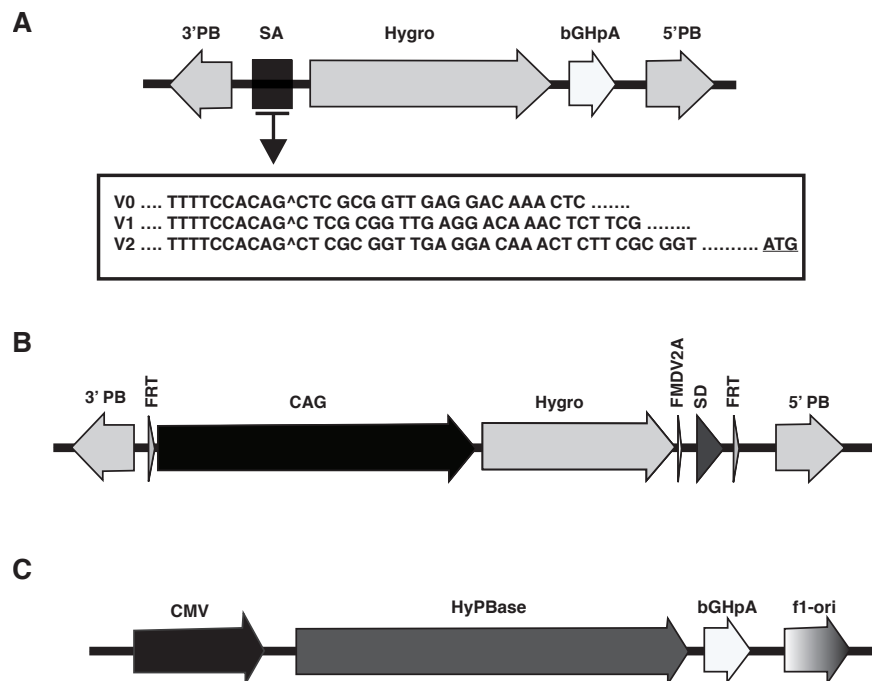 A
3'PB SA Hygro bGHpA 5'PB
V0 .... TTTTCCACAG^CTC GCG GTT GAG GAC AAA CTC .......
V1 .... TTTTCCACAG^C TCG CGG TTG AGG ACA AAC TCT TCG ........
V2 .... TTTTCCACAG^CT CGC GGT TGA GGA CAA ACT CTT CGC GGT .......... ATG
B
3' PB FRT CAG Hygro FMDV2A SD FRT 5' PB
C
CMV HyPBase bGHpA f1-ori